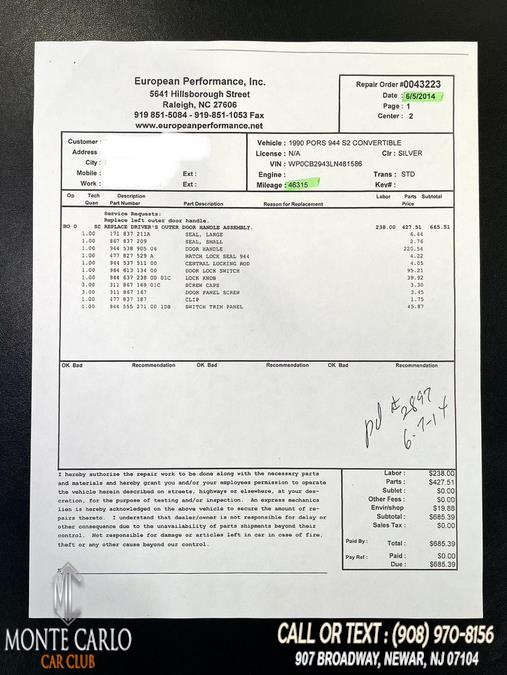 European Performance, Inc.
5641 Hillsborough Street
Raleigh, NC 27606
919 851-5084 - 919-851-1053 Fax
www.europeanperformance.net
Repair Order #0043223
Date : 6/5/2014
Page : 1
Center : 2
Customer :
Address :
City :
Mobile : Ext :
Work : Ext :
Vehicle : 1990 PORS 944 S2 CONVERTIBLE
License : N/A Clr : SILVER
VIN : WP0CB2943LN481586
Engine : Trans : STD
Mileage : 46315 Key# :
Op Tech Description Labor Parts Subtotal
Quan Part Number Part Description Reason for Replacement Price
Service Requests:
Replace left outer door handle.
BO 0 SC REPLACE DRIVER'S OUTER DOOR HANDLE ASSEMBLY. 238.00 427.51 665.51
1.00 171 837 211A SEAL, LARGE 6.44
1.00 867 837 209 SEAL, SMALL 2.76
1.00 944 538 905 06 DOOR HANDLE 220.54
1.00 477 827 529 A WATCH LOCK SEAL 944 4.22
1.00 944 537 511 00 CENTRAL LOCKING ROD 4.05
1.00 964 613 134 00 DOOR LOCK SWITCH 95.21
1.00 944 637 238 00 01C LOCK KNOB 39.92
3.00 311 867 169 01C SCREW CAPS 3.30
3.00 311 867 167 DOOR PANEL SCREW 3.45
1.00 477 837 187 CLIP 1.75
1.00 944 555 271 00 1DB SWITCH TRIM PANEL 45.87
OK Bad Recommendation OK Bad Recommendation OK Bad Recommendation
pd # 2897
6-7-14
I hereby authorize the repair work to be done along with the necessary parts
and materials and hereby grant you and/or your employees permission to operate
the vehicle herein described on streets, highways or elsewhere, at your des-
cretion, for the purpose of testing and/or inspection. An express mechanics
lien is hereby acknowledged on the above vehicle to secure the amount of re-
pairs thereto. I understand that dealer/owner is not responsible for delay or
other consequence due to the unavailability of parts shipments beyond their
control. Not responsible for damage or articles left in car in case of fire,
theft or any other cause beyond our control.
Labor : $238.00
Parts : $427.51
Sublet : $0.00
Other Fees : $0.00
Envir/shop $19.88
Subtotal : $685.39
Sales Tax : $0.00
Paid By : Total : $685.39
Pay Ref : Paid : $0.00
Due : $685.39
MC
MONTE CARLO
CAR CLUB
CALL OR TEXT : (908) 970-8156
907 BROADWAY, NEWAR, NJ 07104